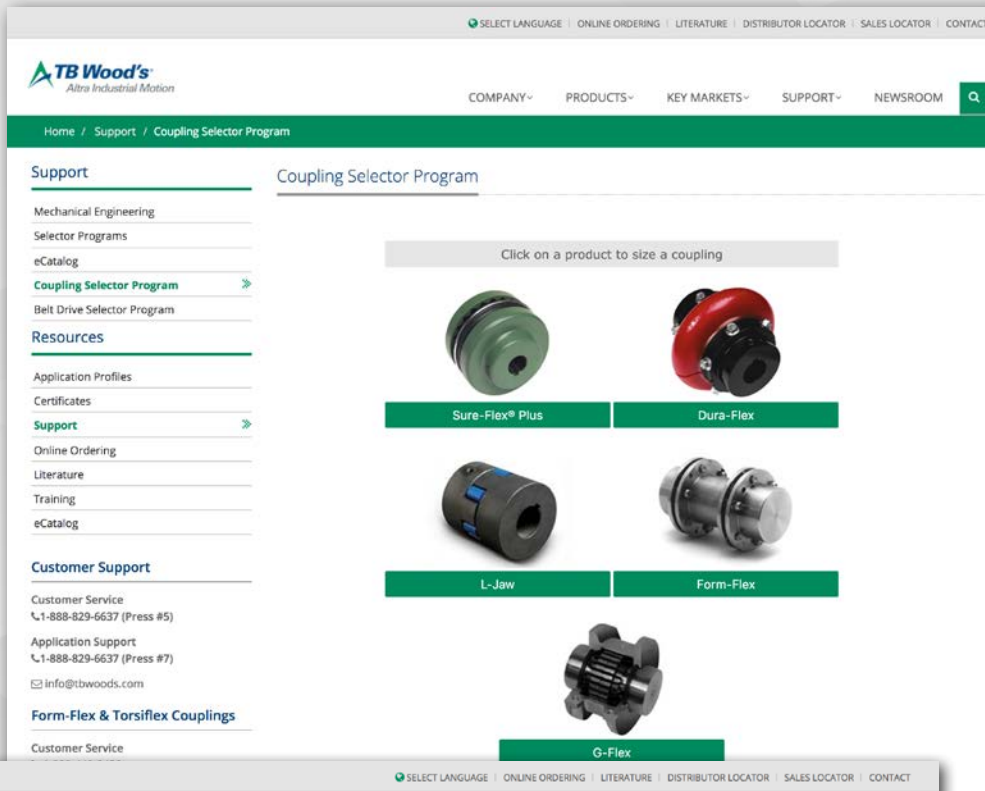 SELECT LANGUAGE | ONLINE ORDERING | LITERATURE | DISTRIBUTOR LOCATOR | SALES LOCATOR | CONTACT
TB Wood's
Altra Industrial Motion
COMPANY PRODUCTS KEY MARKETS SUPPORT NEWSROOM
Home / Support / Coupling Selector Program
Support
Mechanical Engineering
Selector Programs
eCatalog
Coupling Selector Program
Belt Drive Selector Program
Resources
Application Profiles
Certificates
Support
Online Ordering
Literature
Training
eCatalog
Customer Support
Customer Service
1-888-829-6637 (Press #5)
Application Support
1-888-829-6637 (Press #7)
info@tbwoods.com
Form-Flex & Torsiflex Couplings
Customer Service
Coupling Selector Program
Click on a product to size a coupling
Sure-Flex® Plus
Dura-Flex
L-Jaw
Form-Flex
G-Flex
SELECT LANGUAGE | ONLINE ORDERING | LITERATURE | DISTRIBUTOR LOCATOR | SALES LOCATOR | CONTACT